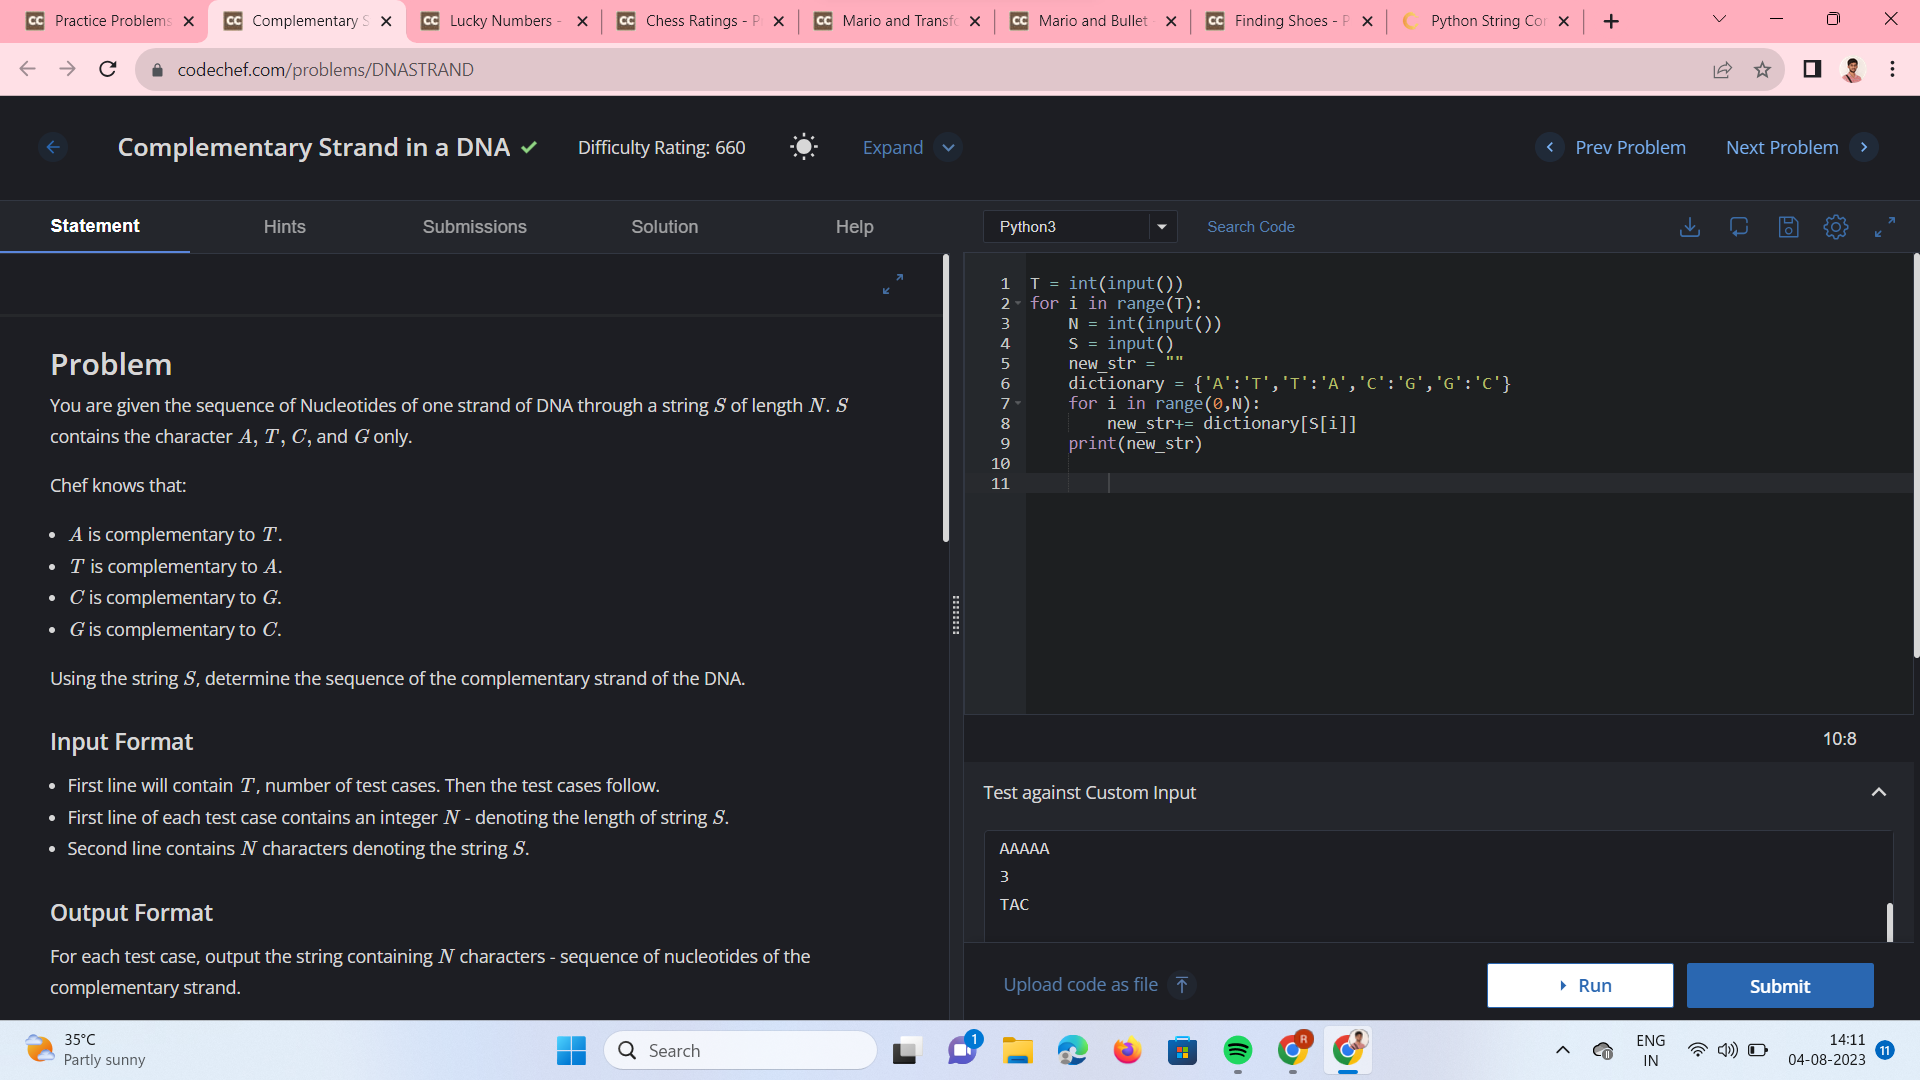 Practice Problems
Complementary S
Lucky Numbers -
Chess Ratings - P
Mario and Transfo
Mario and Bullet -
Finding Shoes - P
Python String Cor
codechef.com/problems/DNASTRAND
Complementary Strand in a DNA
Difficulty Rating: 660
Expand
Prev Problem
Next Problem
Statement
Hints
Submissions
Solution
Help
Python3
Search Code
Problem
You are given the sequence of Nucleotides of one strand of DNA through a string S of length N. S
contains the character A, T, C, and G only.
Chef knows that:
• A is complementary to T.
• T is complementary to A.
• C is complementary to G.
• G is complementary to C.
Using the string S, determine the sequence of the complementary strand of the DNA.
Input Format
• First line will contain T, number of test cases. Then the test cases follow.
• First line of each test case contains an integer N - denoting the length of string S.
• Second line contains N characters denoting the string S.
Output Format
For each test case, output the string containing N characters - sequence of nucleotides of the
complementary strand.
1 T = int(input())
2 for i in range(T):
3     N = int(input())
4     S = input()
5     new_str = ""
6     dictionary = {'A':'T','T':'A','C':'G','G':'C'}
7     for i in range(0,N):
8         new_str+= dictionary[S[i]]
9     print(new_str)
10
11
10:8
Test against Custom Input
AAAAA
3
TAC
Upload code as file
Run
Submit
35°C
Partly sunny
Search
1
R
ENG
IN
14:11
04-08-2023
11